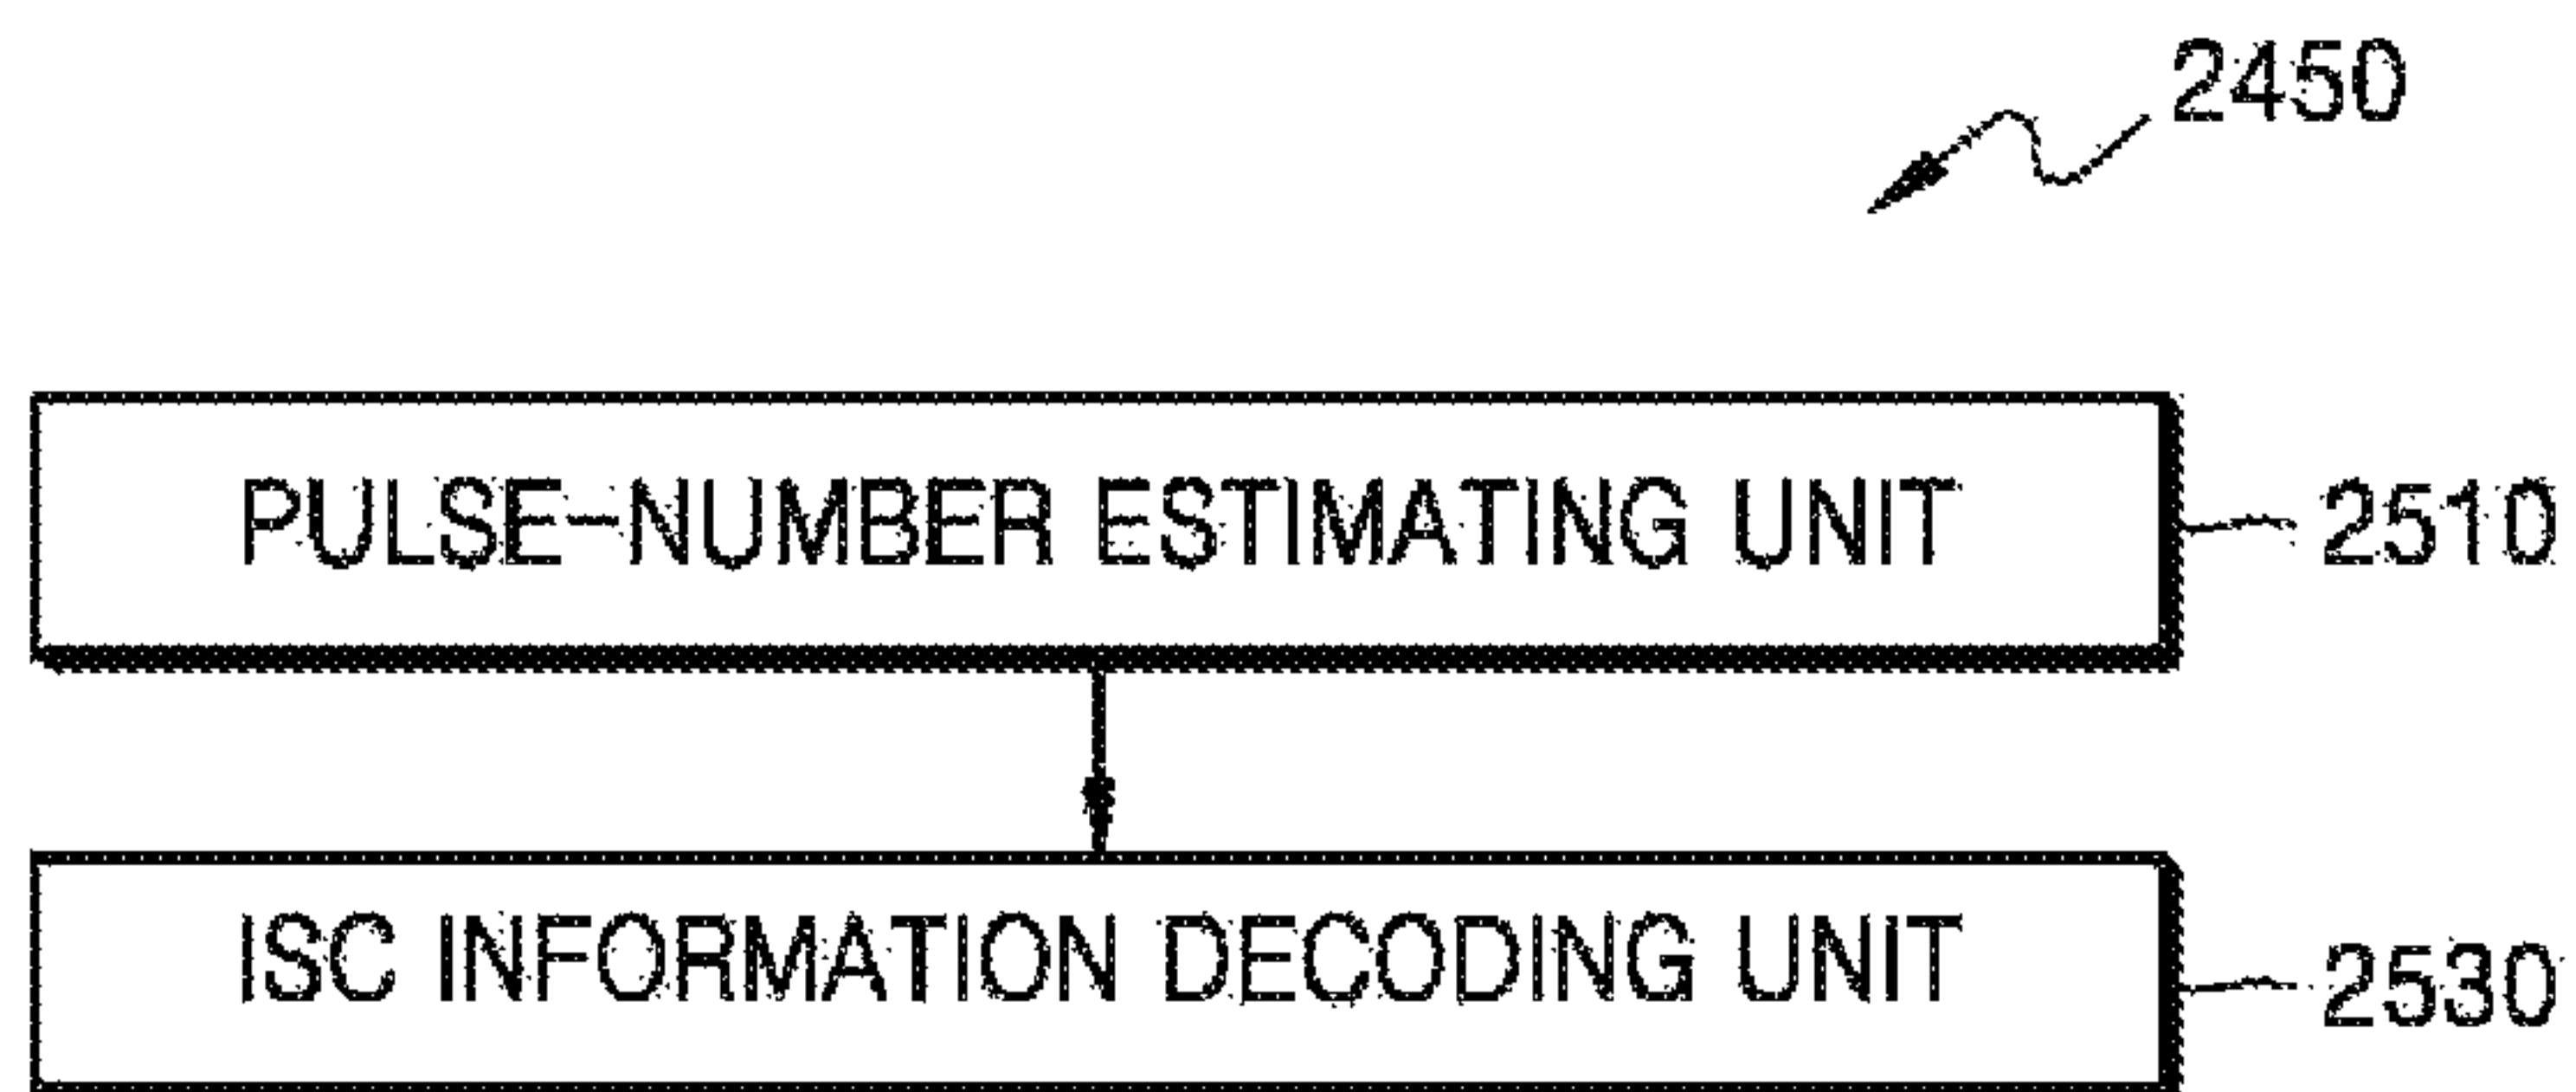 2450
PULSE-NUMBER ESTIMATING UNIT
2510
ISC INFORMATION DECODING UNIT
2530